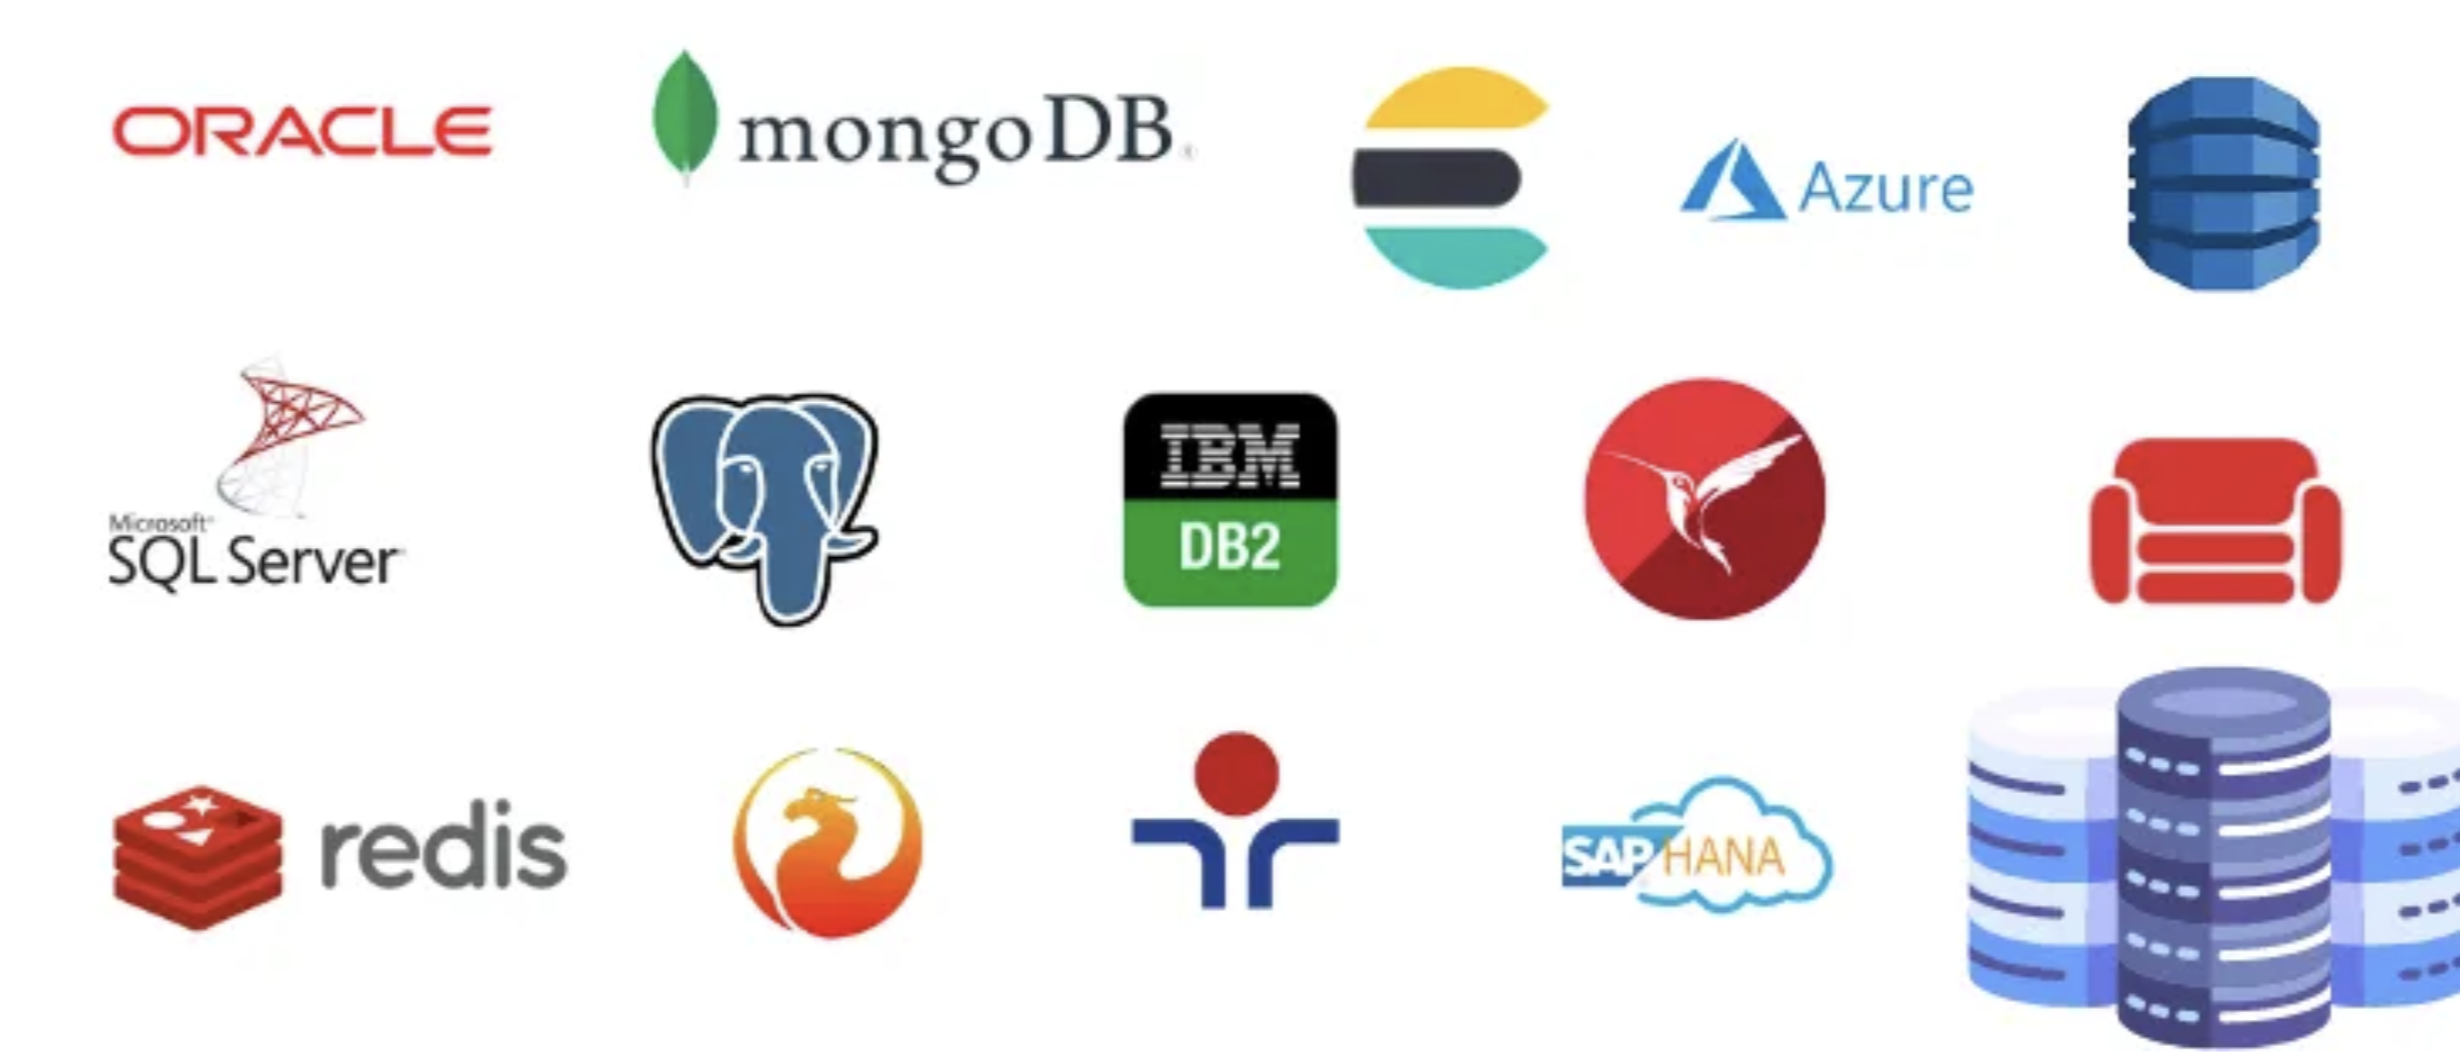 ORACLE
mongoDB®
Azure
Microsoft®
SQL Server
IBM
DB2
redis
SAP HANA